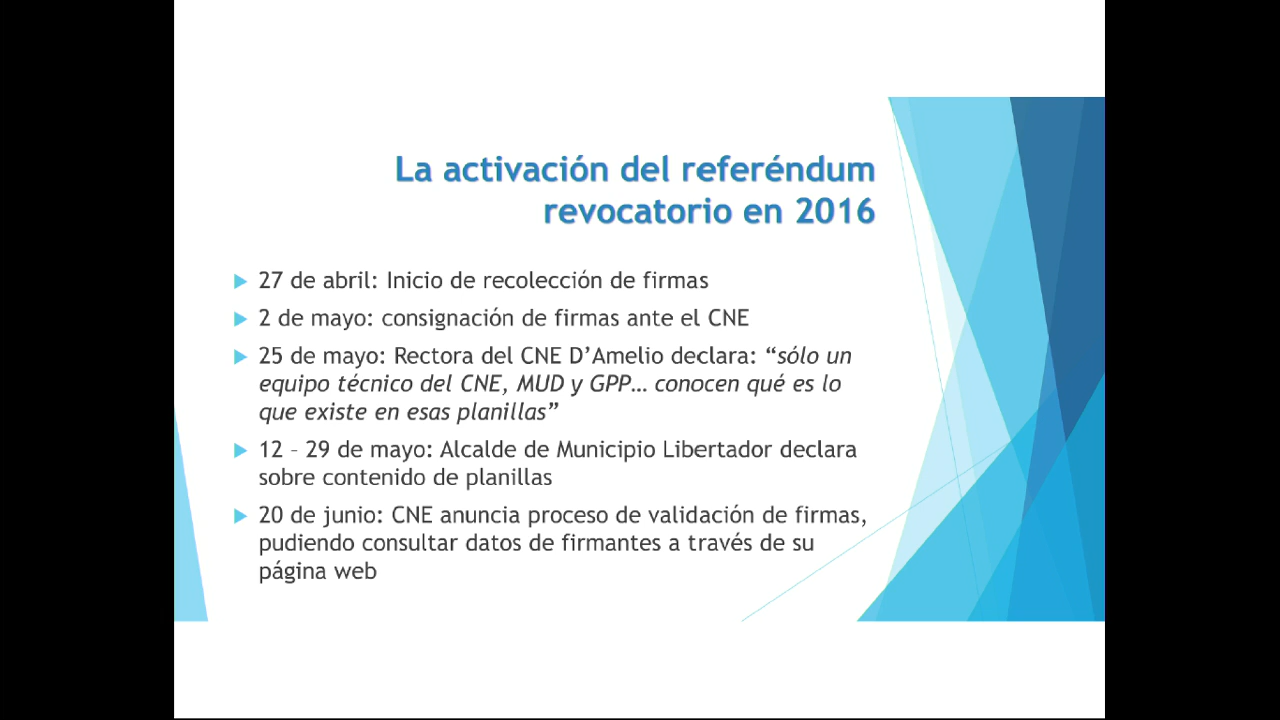 La activación del referéndum
revocatorio en 2016
27 de abril: Inicio de recolección de firmas
2 de mayo: consignación de firmas ante el CNE
25 de mayo: Rectora del CNE D’Amelio declara: “sólo un
equipo técnico del CNE, MUD y GPP… conocen qué es lo
que existe en esas planillas”
12 – 29 de mayo: Alcalde de Municipio Libertador declara
sobre contenido de planillas
20 de junio: CNE anuncia proceso de validación de firmas,
pudiendo consultar datos de firmantes a través de su
página web